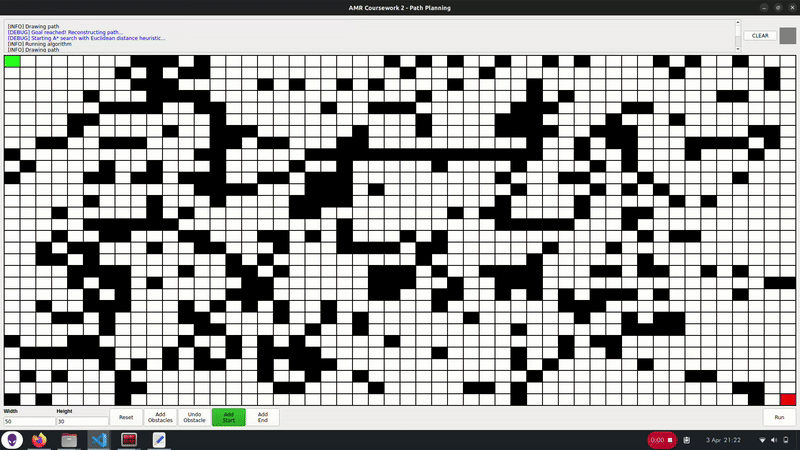 AMR Coursework 2 - Path Planning
[INFO] Drawing path
[DEBUG] Goal reached! Reconstructing path...
[DEBUG] Starting A* search with Euclidean distance heuristic...
[INFO] Running algorithm
[INFO] Drawing path
CLEAR
Width
Height
50
30
Reset
Add
Obstacles
Undo
Obstacle
Add
Start
Add
End
Run
0:00
3 Apr 21:22